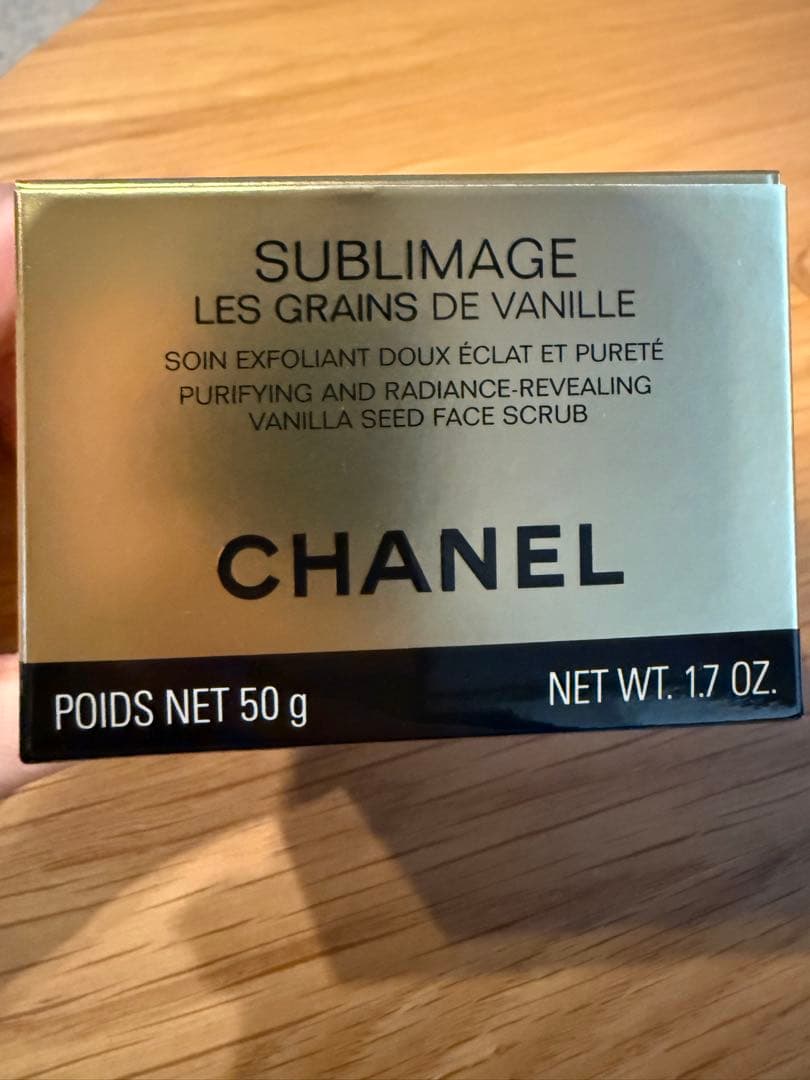 SUBLIMAGE
LES GRAINS DE VANILLE
SOIN EXFOLIANT DOUX ÉCLAT ET PURETÉ
PURIFYING AND RADIANCE-REVEALING
VANILLA SEED FACE SCRUB
CHANEL
POIDS NET 50 g
NET WT. 1.7 OZ.